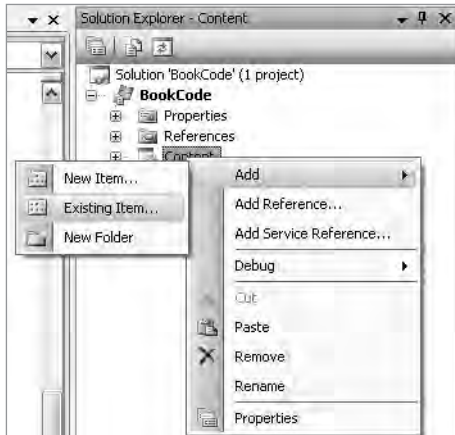 Solution Explorer - Content
Solution 'BookCode' (1 project)
BookCode
Properties
References
Content
New Item...
Existing Item...
New Folder
Add
Add Reference...
Add Service Reference...
Debug
Cut
Paste
Remove
Rename
Properties